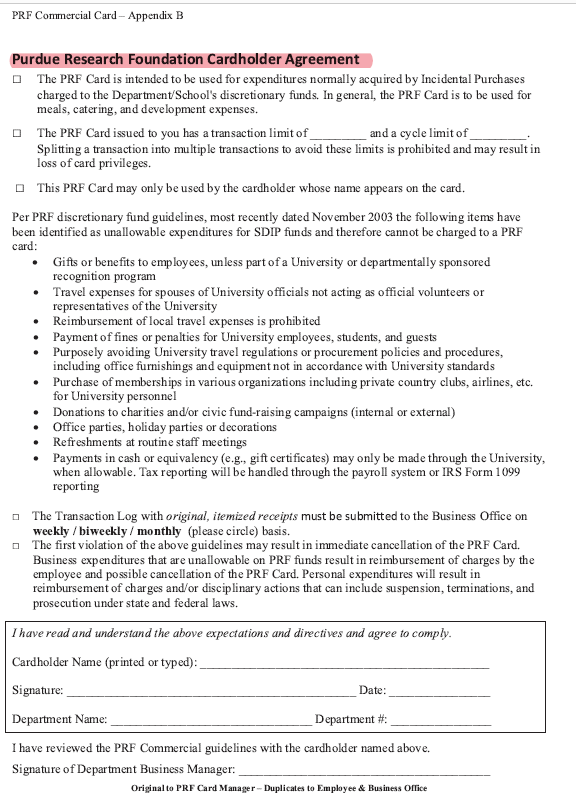 PRF Commercial Card – Appendix B
Purdue Research Foundation Cardholder Agreement
☐ The PRF Card is intended to be used for expenditures normally acquired by Incidental Purchases
charged to the Department/School's discretionary funds. In general, the PRF Card is to be used for
meals, catering, and development expenses.
☐ The PRF Card issued to you has a transaction limit of _________ and a cycle limit of _________.
Splitting a transaction into multiple transactions to avoid these limits is prohibited and may result in
loss of card privileges.
☐ This PRF Card may only be used by the cardholder whose name appears on the card.
Per PRF discretionary fund guidelines, most recently dated November 2003 the following items have
been identified as unallowable expenditures for SDIP funds and therefore cannot be charged to a PRF
card:
• Gifts or benefits to employees, unless part of a University or departmentally sponsored
recognition program
• Travel expenses for spouses of University officials not acting as official volunteers or
representatives of the University
• Reimbursement of local travel expenses is prohibited
• Payment of fines or penalties for University employees, students, and guests
• Purposely avoiding University travel regulations or procurement policies and procedures,
including office furnishings and equipment not in accordance with University standards
• Purchase of memberships in various organizations including private country clubs, airlines, etc.
for University personnel
• Donations to charities and/or civic fund-raising campaigns (internal or external)
• Office parties, holiday parties or decorations
• Refreshments at routine staff meetings
• Payments in cash or equivalency (e.g., gift certificates) may only be made through the University,
when allowable. Tax reporting will be handled through the payroll system or IRS Form 1099
reporting
☐ The Transaction Log with original, itemized receipts must be submitted to the Business Office on
weekly / biweekly / monthly (please circle) basis.
☐ The first violation of the above guidelines may result in immediate cancellation of the PRF Card.
Business expenditures that are unallowable on PRF funds result in reimbursement of charges by the
employee and possible cancellation of the PRF Card. Personal expenditures will result in
reimbursement of charges and/or disciplinary actions that can include suspension, terminations, and
prosecution under state and federal laws.
I have read and understand the above expectations and directives and agree to comply.
Cardholder Name (printed or typed): ______________________________
Signature: ______________________________ Date: ______________
Department Name: ______________________ Department #: ______________
I have reviewed the PRF Commercial guidelines with the cardholder named above.
Signature of Department Business Manager: ______________________________
Original to PRF Card Manager – Duplicates to Employee & Business Office